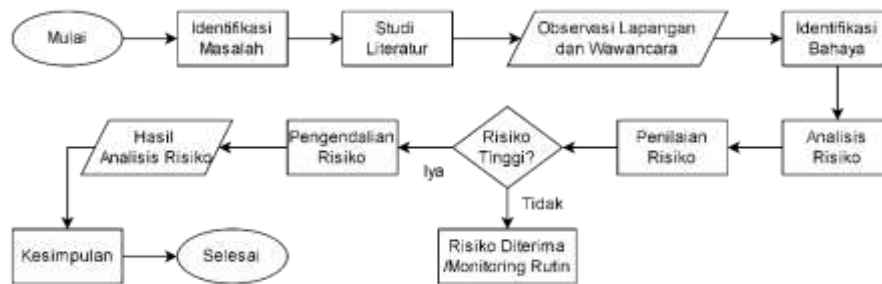 Mulai
Identifikasi
Masalah
Studi
Literatur
Observasi Lapangan
dan Wawancara
Identifikasi
Bahaya
Analisis
Risiko
Penilaian
Risiko
Risiko
Tinggi?
Iya
Tidak
Pengendalian
Risiko
Hasil
Analisis Risiko
Risiko Diterima
/Monitoring Rutin
Kesimpulan
Selesai